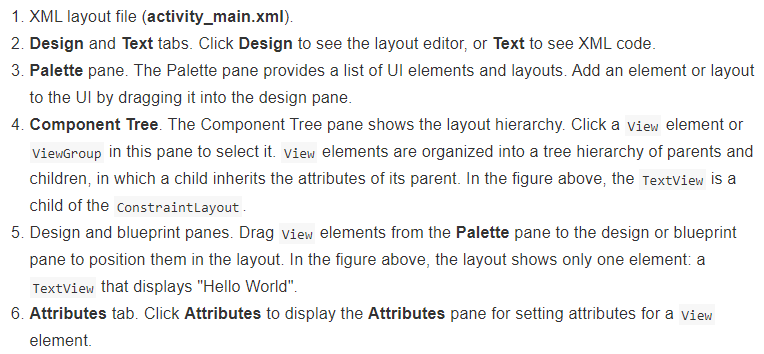 1. XML layout file (activity_main.xml).
2. Design and Text tabs. Click Design to see the layout editor, or Text to see XML code.
3. Palette pane. The Palette pane provides a list of UI elements and layouts. Add an element or layout
to the UI by dragging it into the design pane.
4. Component Tree. The Component Tree pane shows the layout hierarchy. Click a View element or
ViewGroup in this pane to select it. View elements are organized into a tree hierarchy of parents and
children, in which a child inherits the attributes of its parent. In the figure above, the TextView is a
child of the ConstraintLayout.
5. Design and blueprint panes. Drag View elements from the Palette pane to the design or blueprint
pane to position them in the layout. In the figure above, the layout shows only one element: a
TextView that displays "Hello World".
6. Attributes tab. Click Attributes to display the Attributes pane for setting attributes for a View
element.